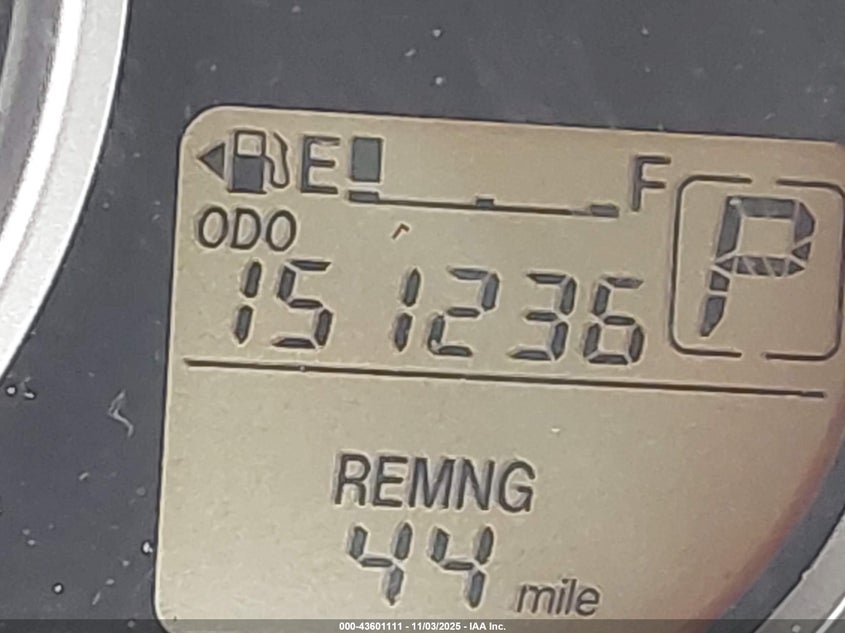 E F
ODO
151236
P
REMNG
44 mile
000-43601111 - 11/03/2025 - IAA Inc.